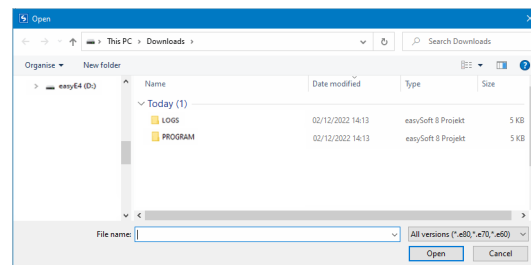 Open
This PC > Downloads >
Search Downloads
Organise New folder
easyE4 (D:)
Name Date modified Type Size
Today (1)
LOGS 02/12/2022 14:13 easySoft 8 Projekt 5 KB
PROGRAM 02/12/2022 14:13 easySoft 8 Projekt 5 KB
File name: All versions (*.e80,*.e70,*.e60)
Open Cancel